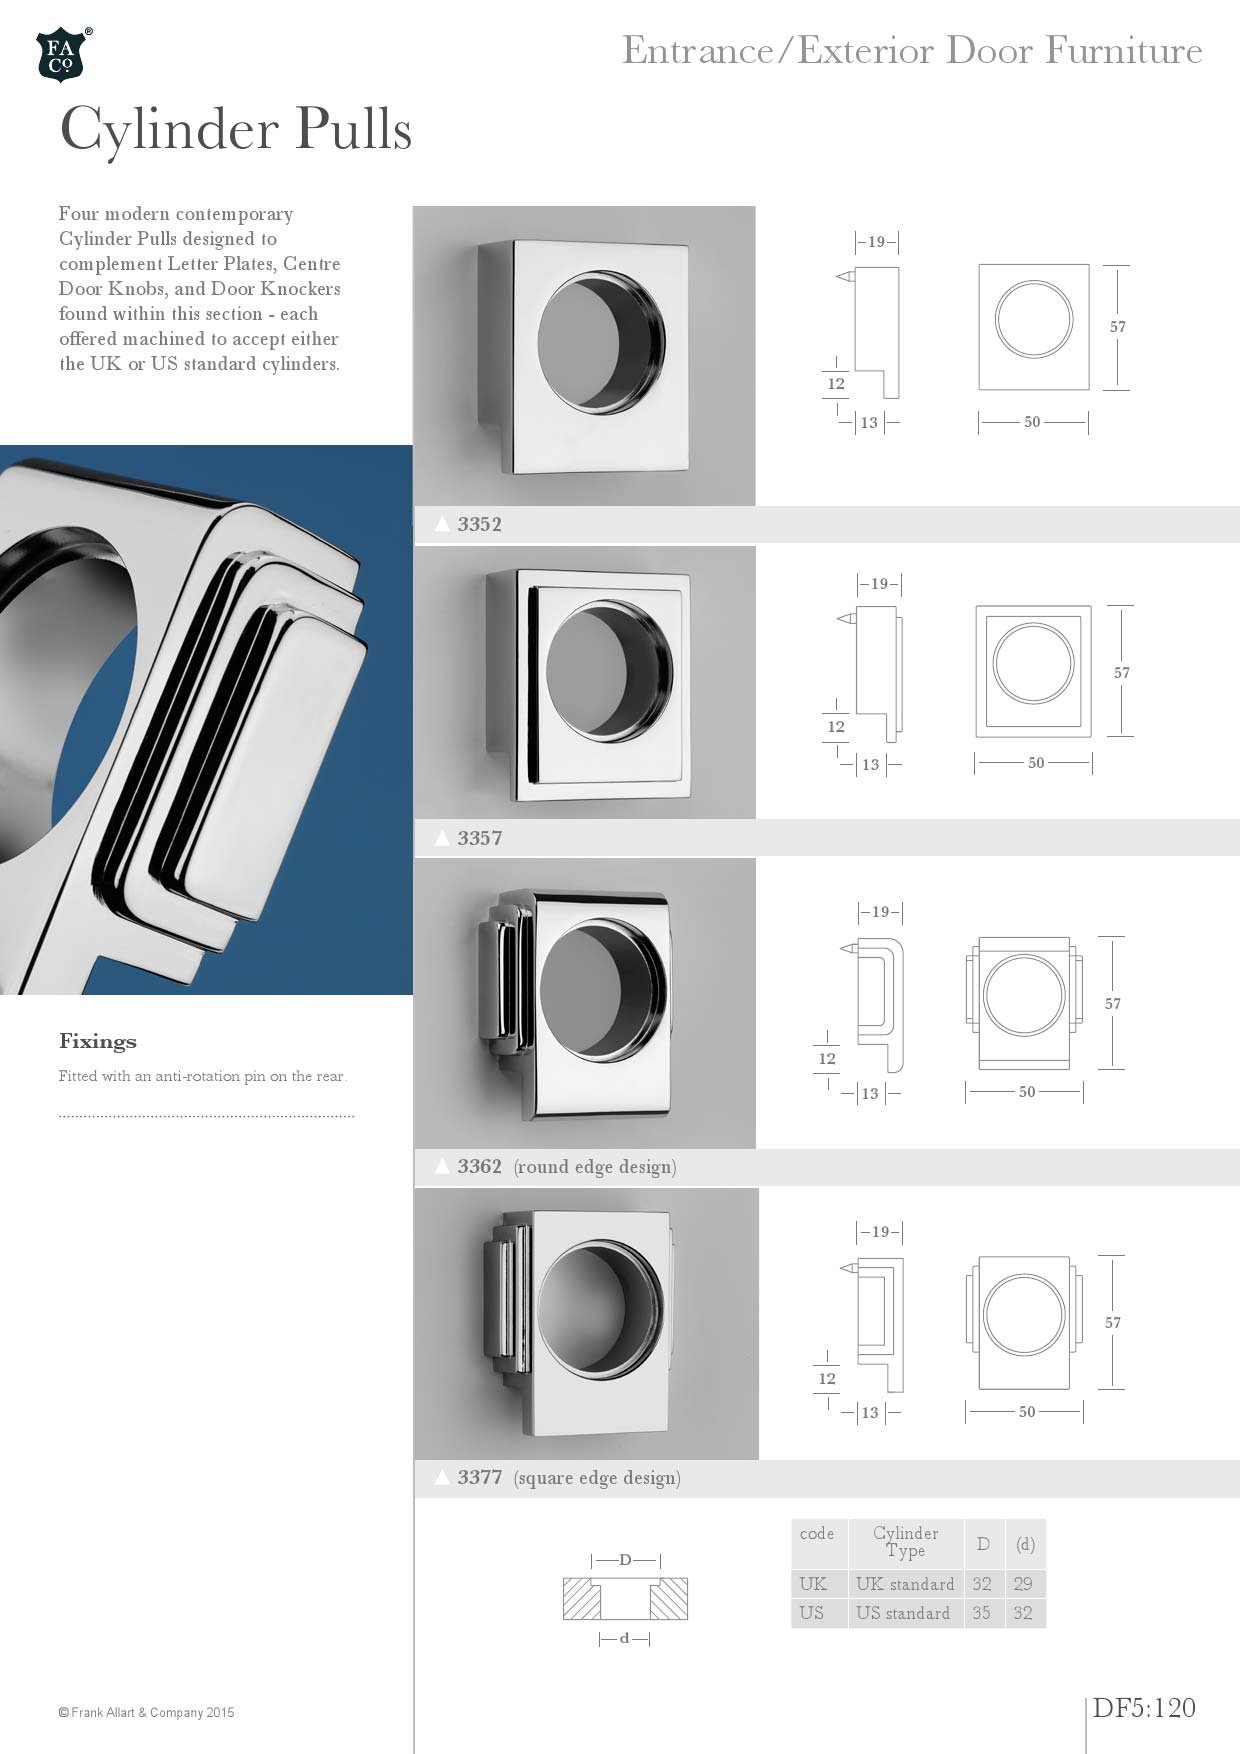 FA
Co.
®
Entrance/Exterior Door Furniture
Cylinder Pulls
Four modern contemporary
Cylinder Pulls designed to
complement Letter Plates, Centre
Door Knobs, and Door Knockers
found within this section - each
offered machined to accept either
the UK or US standard cylinders.
19
12
13
57
50
▲ 3352
19
12
13
57
50
▲ 3357
Fixings
Fitted with an anti-rotation pin on the rear.
19
12
13
57
50
▲ 3362 (round edge design)
19
12
13
57
50
▲ 3377 (square edge design)
D
d
code Cylinder Type D (d)
UK UK standard 32 29
US US standard 35 32
© Frank Allart & Company 2015
DF5:120